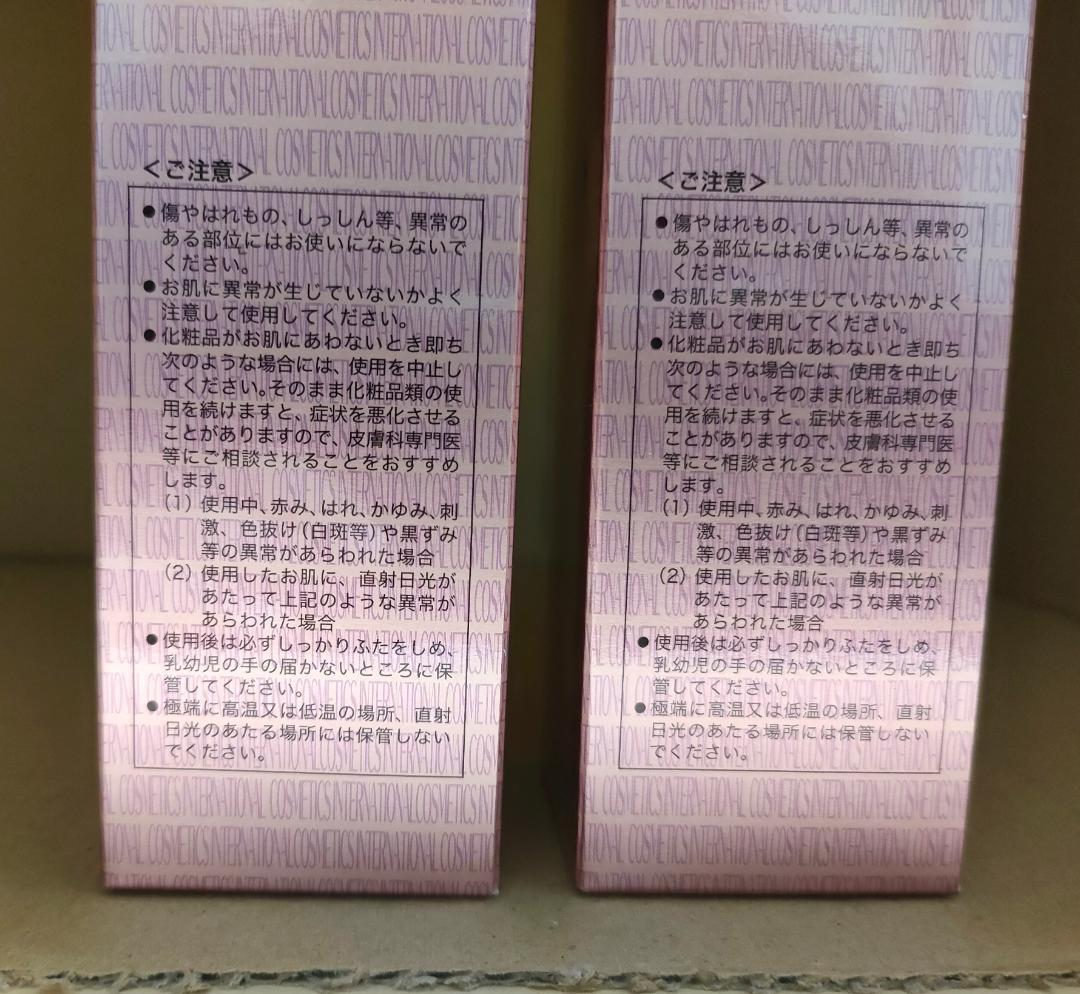 <ご注意>
●傷やはれもの、しっしん等、異常の
ある部位にはお使いにならないで
ください。
●お肌に異常が生じていないかよく
注意して使用してください。
●化粧品がお肌にあわないとき即ち
次のような場合には、使用を中止し
てください。そのまま化粧品類の使
用を続けますと、症状を悪化させる
ことがありますので、皮膚科専門医
等にご相談されることをおすすめ
します。
(1) 使用中、赤み、はれ、かゆみ、刺
激、色抜け(白斑等)や黒ずみ
等の異常があらわれた場合
(2) 使用したお肌に、直射日光が
あたって上記のような異常が
あらわれた場合
●使用後は必ずしっかりふたをしめ、
乳幼児の手の届かないところに保
管してください。
●極端に高温又は低温の場所、直射
日光のあたる場所には保管しない
でください。
<ご注意>
●傷やはれもの、しっしん等、異常の
ある部位にはお使いにならないで
ください。
●お肌に異常が生じていないかよく
注意して使用してください。
●化粧品がお肌にあわないとき即ち
次のような場合には、使用を中止し
てください。そのまま化粧品類の使
用を続けますと、症状を悪化させる
ことがありますので、皮膚科専門医
等にご相談されることをおすすめ
します。
(1) 使用中、赤み、はれ、かゆみ、刺
激、色抜け(白斑等)や黒ずみ
等の異常があらわれた場合
(2) 使用したお肌に、直射日光が
あたって上記のような異常が
あらわれた場合
●使用後は必ずしっかりふたをしめ、
乳幼児の手の届かないところに保
管してください。
●極端に高温又は低温の場所、直射
日光のあたる場所には保管しない
でください。